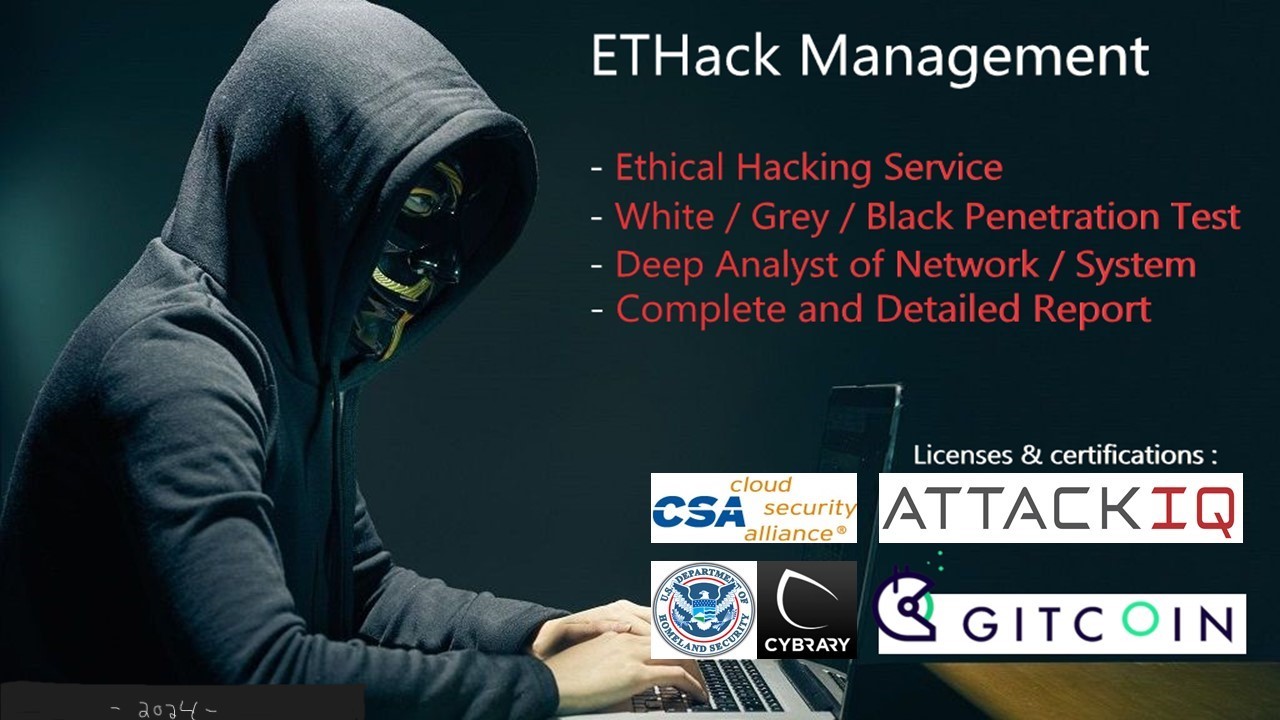 ETHack Management
- Ethical Hacking Service
- White / Grey / Black Penetration Test
- Deep Analyst of Network / System
- Complete and Detailed Report
Licenses & certifications :
cloud
CSA security
alliance®
ATTACKIQ
U.S. DEPARTMENT OF
HOMELAND SECURITY
CYBRARY
GITCOIN
- 2024 -